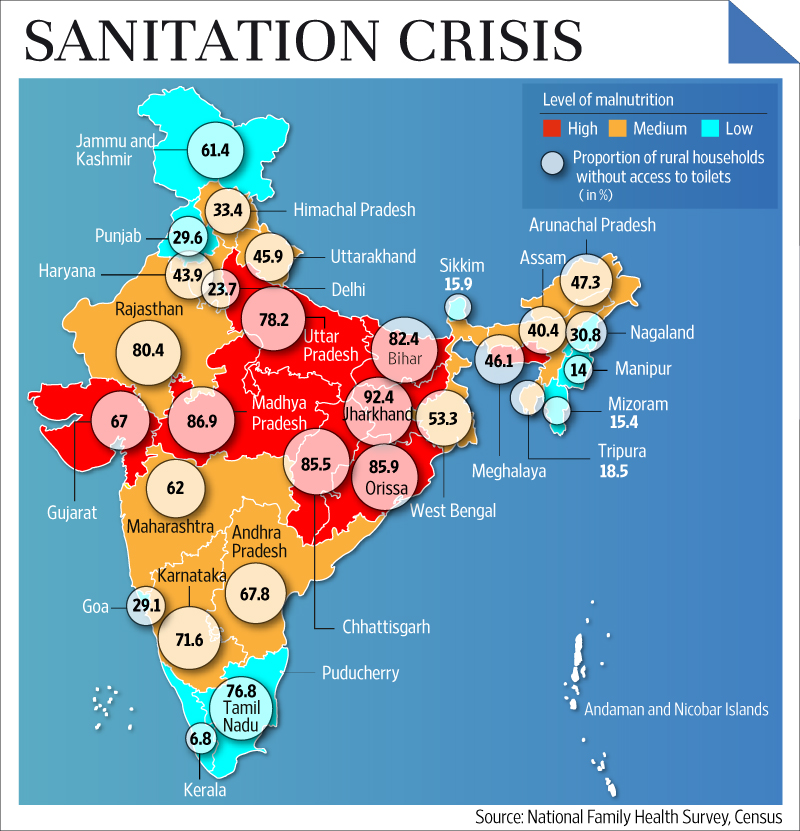 SANITATION CRISIS
Level of malnutrition
High Medium Low
Proportion of rural households
without access to toilets
( in %)
Jammu and
Kashmir
61.4
33.4
Himachal Pradesh
Punjab
29.6
45.9
Uttarakhand
Haryana
43.9
23.7
Delhi
Rajasthan
80.4
78.2
Uttar
Pradesh
82.4
Bihar
Sikkim
15.9
Arunachal Pradesh
47.3
Assam
40.4
30.8
Nagaland
46.1
Meghalaya
14
Manipur
Mizoram
15.4
Tripura
18.5
67
Gujarat
86.9
Madhya
Pradesh
92.4
Jharkhand
53.3
West Bengal
85.5
Chhattisgarh
85.9
Orissa
62
Maharashtra
Andhra
Pradesh
67.8
Karnataka
71.6
Goa
29.1
Puducherry
76.8
Tamil
Nadu
6.8
Kerala
Andaman and Nicobar Islands
Source: National Family Health Survey, Census